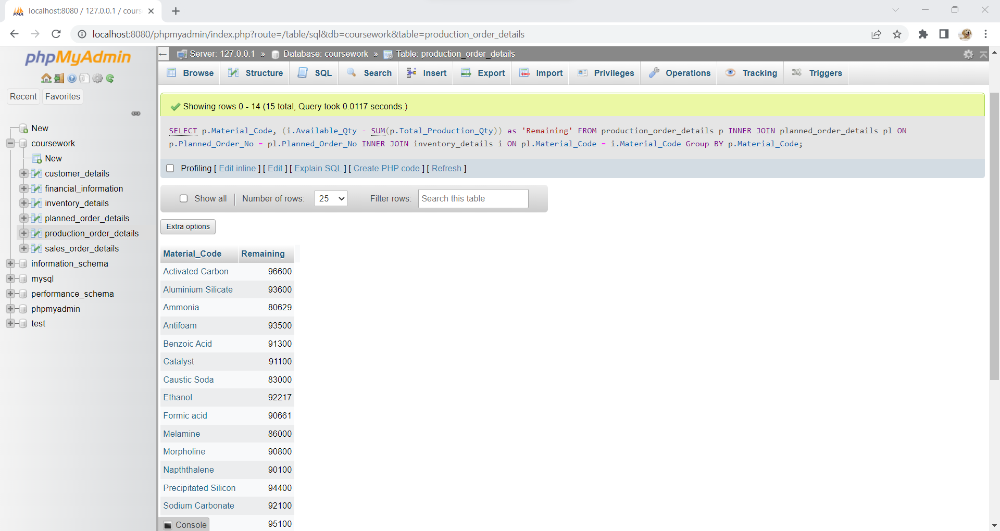 localhost:8080 / 127.0.0.1 / cours
localhost:8080/phpmyadmin/index.php?route=/table/sql&db=coursework&table=production_order_details
phpMyAdmin
Recent
Favorites
New
coursework
New
customer_details
financial_information
inventory_details
planned_order_details
production_order_details
sales_order_details
information_schema
mysql
performance_schema
phpmyadmin
test
Server: 127.0.0.1 » Database: coursework » Table: production_order_details
Browse Structure SQL Search Insert Export Import Privileges Operations Tracking Triggers
Showing rows 0 - 14 (15 total, Query took 0.0117 seconds.)
SELECT p.Material_Code, (i.Available_Qty - SUM(p.Total_Production_Qty)) as 'Remaining' FROM production_order_details p INNER JOIN planned_order_details pl ON
p.Planned_Order_No = pl.Planned_Order_No INNER JOIN inventory_details i ON pl.Material_Code = i.Material_Code Group BY p.Material_Code;
Profiling [ Edit inline ] [ Edit ] [ Explain SQL ] [ Create PHP code ] [ Refresh ]
Show all Number of rows: 25 Filter rows: Search this table
Extra options
Material_Code Remaining
Activated Carbon 96600
Aluminium Silicate 93600
Ammonia 80629
Antifoam 93500
Benzoic Acid 91300
Catalyst 91100
Caustic Soda 83000
Ethanol 92217
Formic acid 90661
Melamine 86000
Morpholine 90800
Napththalene 90100
Precipitated Silicon 94400
Sodium Carbonate 92100
95100
Console